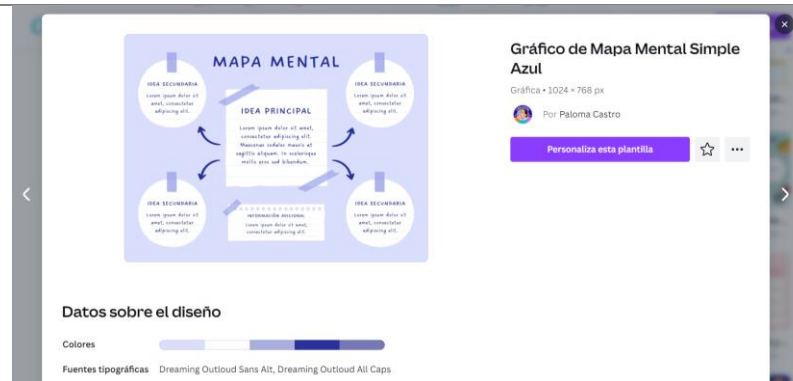 MAPA MENTAL
IDEA SECUNDARIA
Lorem ipsum dolor sit
amet, consectetur
adipiscing elit.
IDEA PRINCIPAL
Lorem ipsum dolor sit amet,
consectetur adipiscing elit.
Maecenas sodales mauris at
sagittis aliquam. In scelerisque
mollis eros sed bibendum.
IDEA SECUNDARIA
Lorem ipsum dolor sit
amet, consectetur
adipiscing elit.
IDEA SECUNDARIA
Lorem ipsum dolor sit
amet, consectetur
adipiscing elit.
INFORMACIÓN ADICIONAL
Lorem ipsum dolor sit amet,
consectetur adipiscing elit.
IDEA SECUNDARIA
Lorem ipsum dolor sit
amet, consectetur
adipiscing elit.
Gráfico de Mapa Mental Simple
Azul
Gráfica • 1024 × 768 px
Por Paloma Castro
Personaliza esta plantilla
Datos sobre el diseño
Colores
Fuentes tipográficas Dreaming Outloud Sans Alt, Dreaming Outloud All Caps